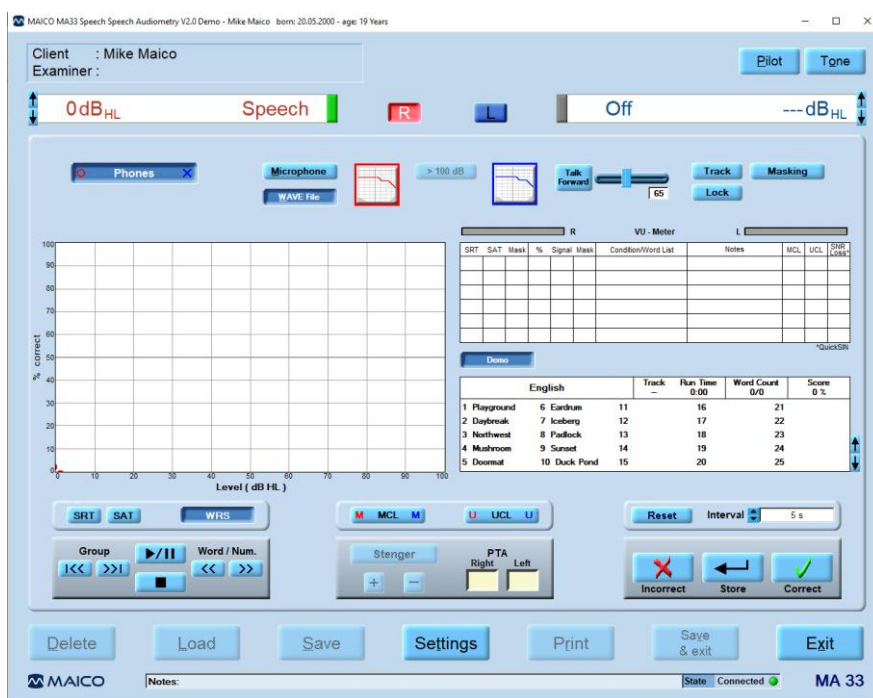 MAICO MA33 Speech Speech Audiometry V2.0 Demo - Mike Maico born: 20.05.2000 - age: 19 Years
Client : Mike Maico
Examiner :
Pilot Tone
0dB HL Speech R L Off ---dB HL
Phones Microphone > 100 dB Talk Forward Track Masking
WAVE File 65 Lock
R VU - Meter L
SRT SAT Mask % Signal Mask Condition/Word List Notes MCL UCL SNR Loss*
*QuickSIN
Demo
English Track Run Time Word Count Score
– 0:00 0/0 0 %
1 Playground 6 Eardrum 11 16 21
2 Daybreak 7 Iceberg 12 17 22
3 Northwest 8 Padlock 13 18 23
4 Mushroom 9 Sunset 14 19 24
5 Doormat 10 Duck Pond 15 20 25
% correct
100
90
80
70
60
50
40
30
20
10
0
0 10 20 30 40 50 60 70 80 90 100
Level ( dB HL )
SRT SAT WRS M MCL M U UCL U Reset Interval 5 s
Group Word / Num.
I<< >>I ▶/II << >>
Stenger PTA
Right Left
+ −
Incorrect Store Correct
Delete Load Save Settings Print Save & exit Exit
MAICO Notes: State Connected MA 33